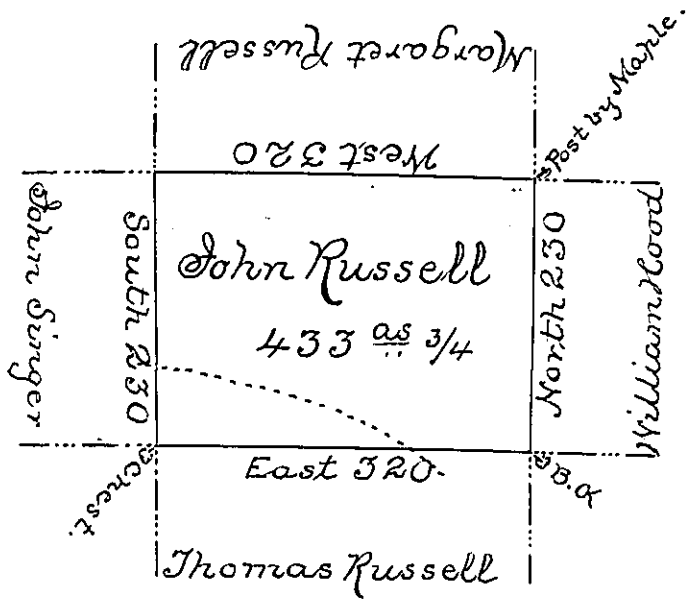 Margaret Russell
Post by Maple.
West 320
John Singer
South 230
John Russell
433 as 3/4
North 230
William Hood
East 320.
chest.
B.O
Thomas Russell